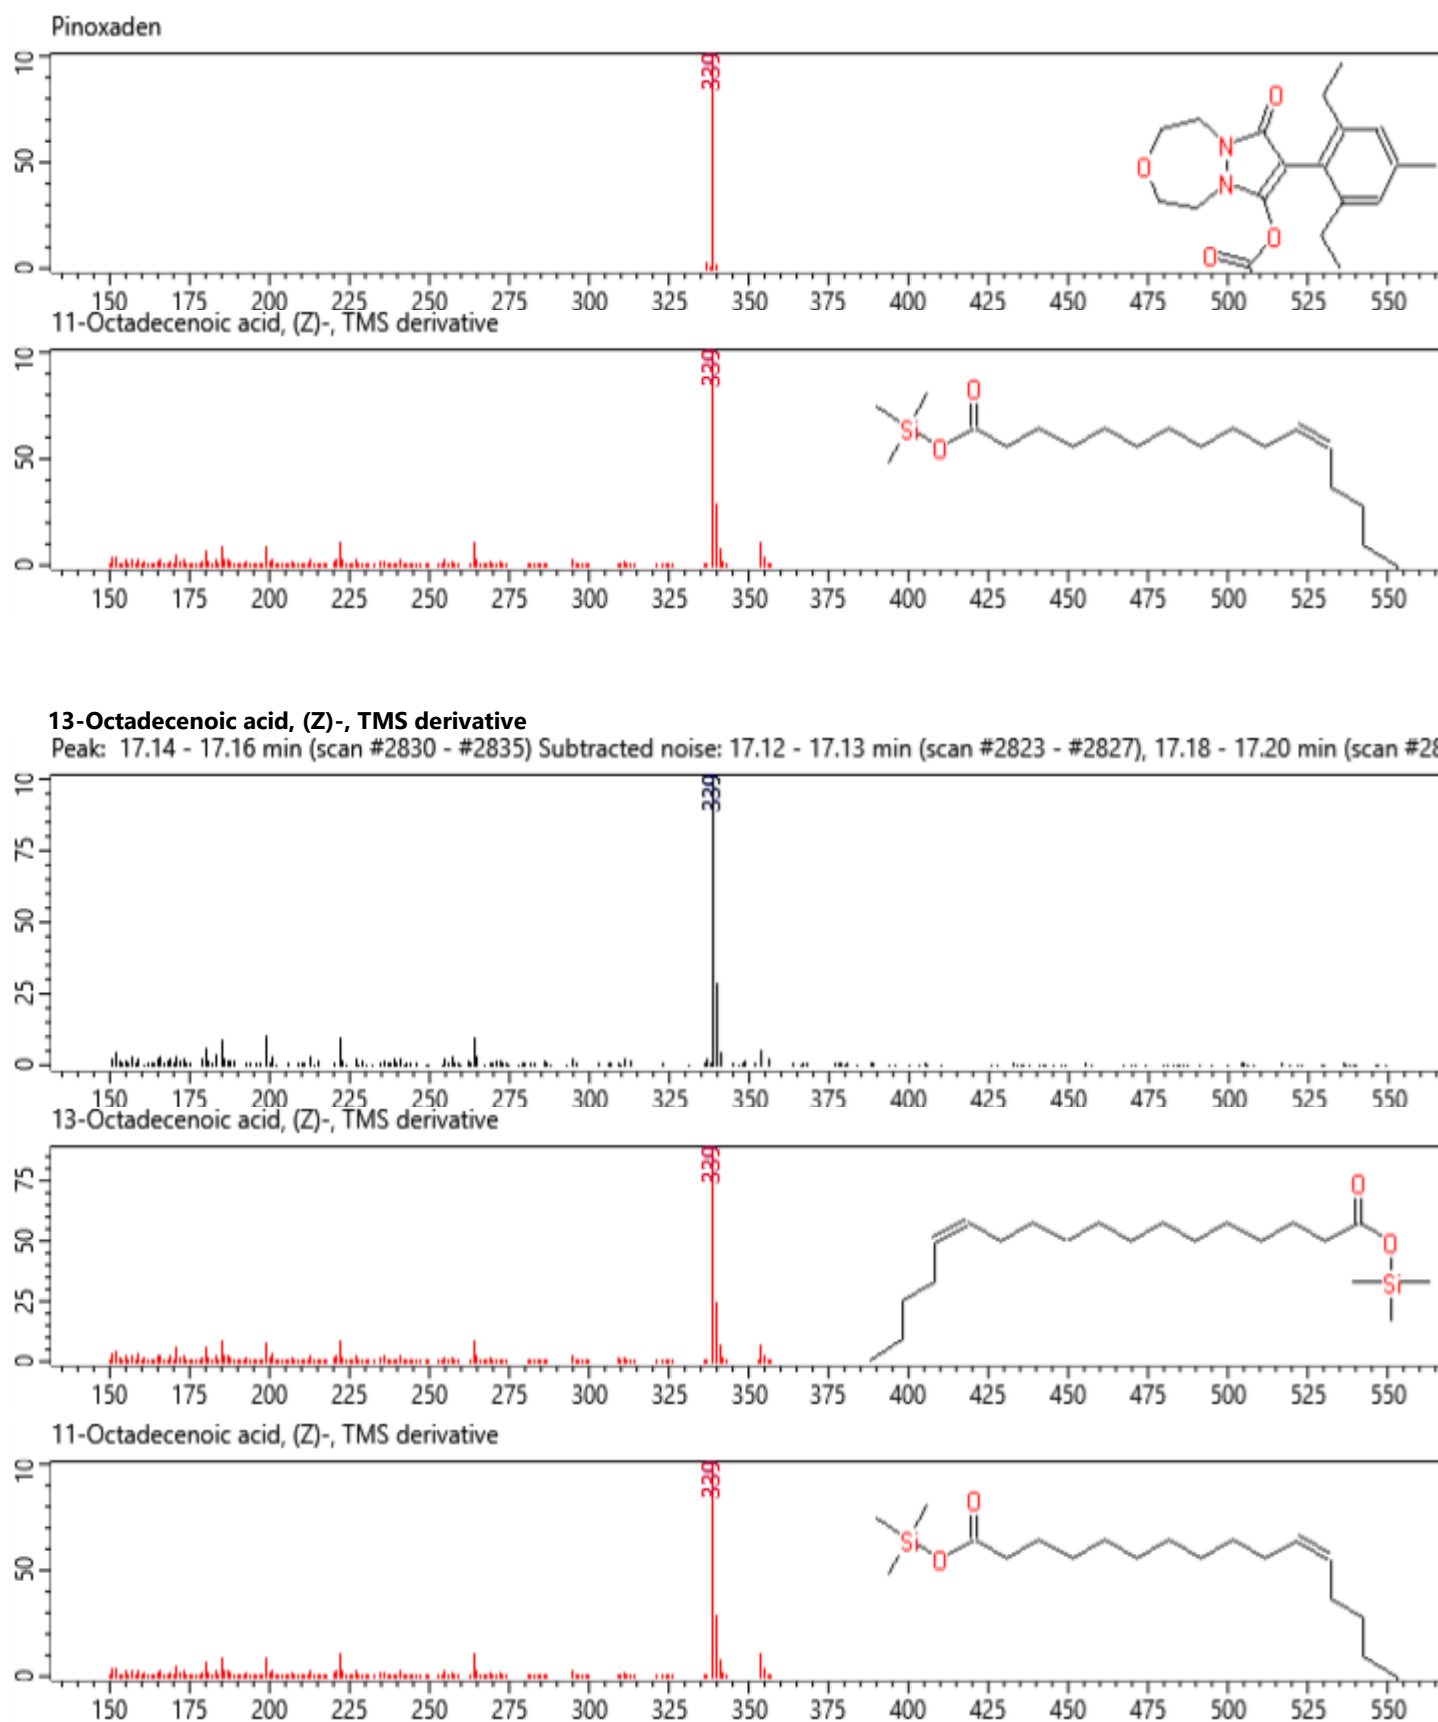 Pinoxaden
10
339
50
0
150 175 200 225 250 275 300 325 350 375 400 425 450 475 500 525 550
O
N
O
N
O
O
11-Octadecenoic acid, (Z)-, TMS derivative
10
339
50
0
O
Si
O
150 175 200 225 250 275 300 325 350 375 400 425 450 475 500 525 550
13-Octadecenoic acid, (Z)-, TMS derivative
Peak: 17.14 - 17.16 min (scan #2830 - #2835) Subtracted noise: 17.12 - 17.13 min (scan #2823 - #2827), 17.18 - 17.20 min (scan #28
10
339
75
50
25
0
150 175 200 225 250 275 300 325 350 375 400 425 450 475 500 525 550
13-Octadecenoic acid, (Z)-, TMS derivative
339
75
50
25
0
O
O
Si
150 175 200 225 250 275 300 325 350 375 400 425 450 475 500 525 550
11-Octadecenoic acid, (Z)-, TMS derivative
10
339
50
0
O
Si
O
150 175 200 225 250 275 300 325 350 375 400 425 450 475 500 525 550